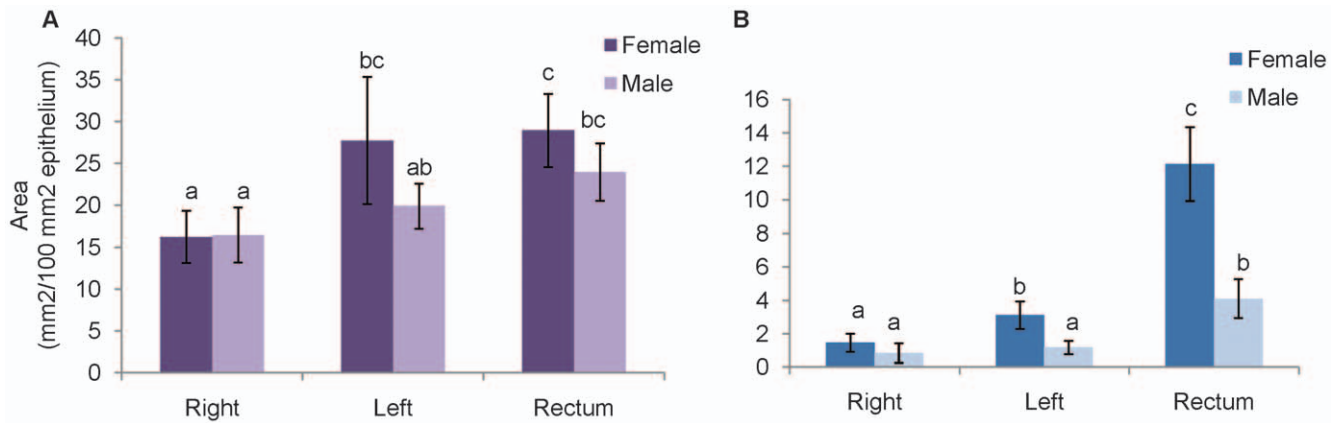 A
Area
(mm2/100 mm2 epithelium)
40
35
30
25
20
15
10
5
0
Female
Male
a
a
bc
ab
c
bc
Right
Left
Rectum
B
16
14
12
10
8
6
4
2
0
Female
Male
a
a
b
a
c
b
Right
Left
Rectum